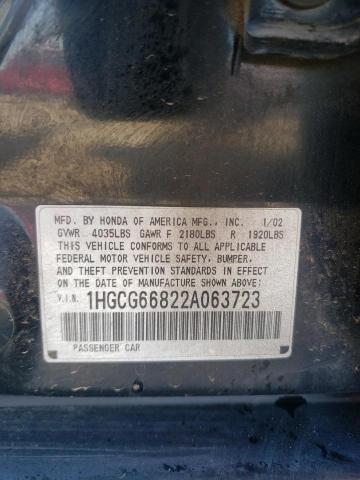 MFD. BY HONDA OF AMERICA MFG., INC. 1/02
GVWR 4035LBS GAWR F 2180LBS R 1920LBS
THIS VEHICLE CONFORMS TO ALL APPLICABLE
FEDERAL MOTOR VEHICLE SAFETY, BUMPER,
AND THEFT PREVENTION STANDARDS IN EFFECT
ON THE DATE OF MANUFACTURE SHOWN ABOVE.
V.I.N. 1HGCG66822A063723
PASSENGER CAR